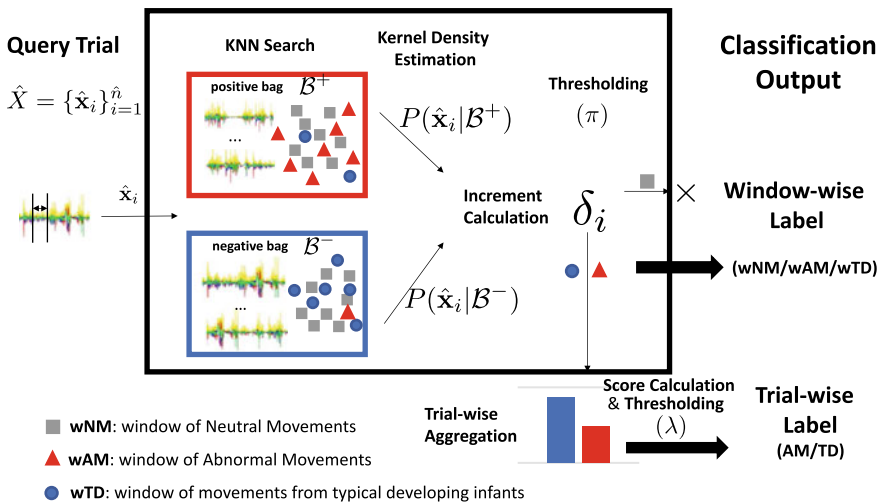 Query Trial
KNN Search
Kernel Density
Estimation
Classification
Output
X̂ = {x̂ᵢ}ⁿ̂ᵢ₌₁
positive bag
B⁺
...
P(x̂ᵢ|B⁺)
Thresholding
(π)
x̂ᵢ
Increment
Calculation
δᵢ
×
Window-wise
Label
(wNM/wAM/wTD)
negative bag
B⁻
...
P(x̂ᵢ|B⁻)
Trial-wise
Aggregation
Score Calculation
& Thresholding
(λ)
Trial-wise
Label
(AM/TD)
wNM: window of Neutral Movements
wAM: window of Abnormal Movements
wTD: window of movements from typical developing infants